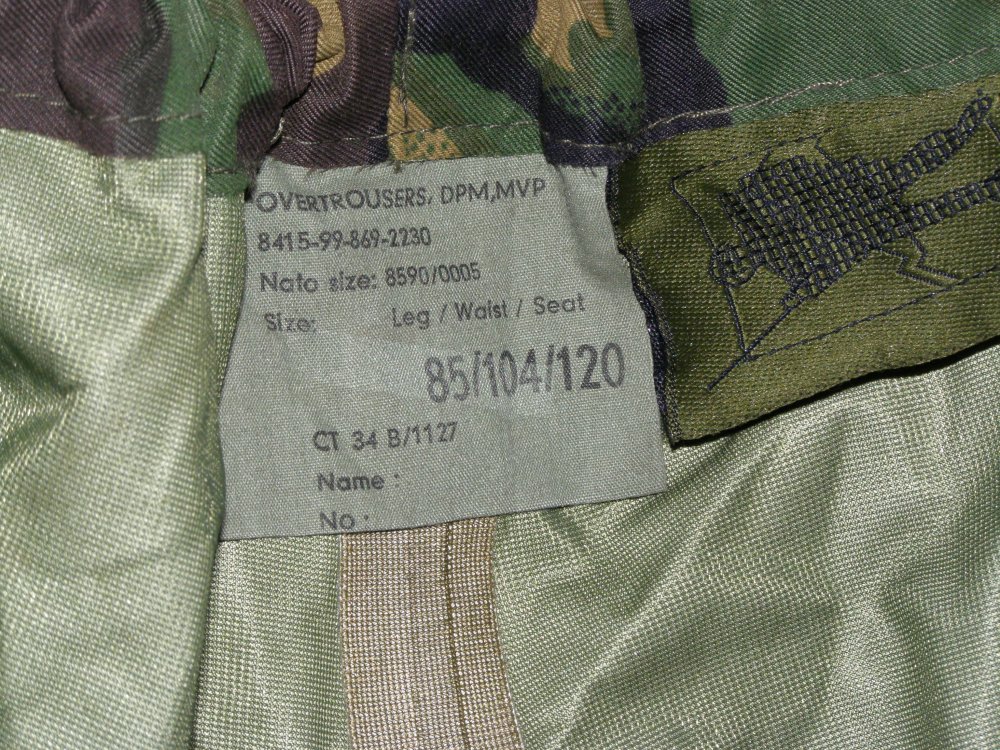 OVERTROUSERS, DPM,MVP
8415-99-869-2230
Nato size: 8590/0005
Size: Leg / Waist / Seat
85/104/120
CT 34 B/1127
Name :
No :